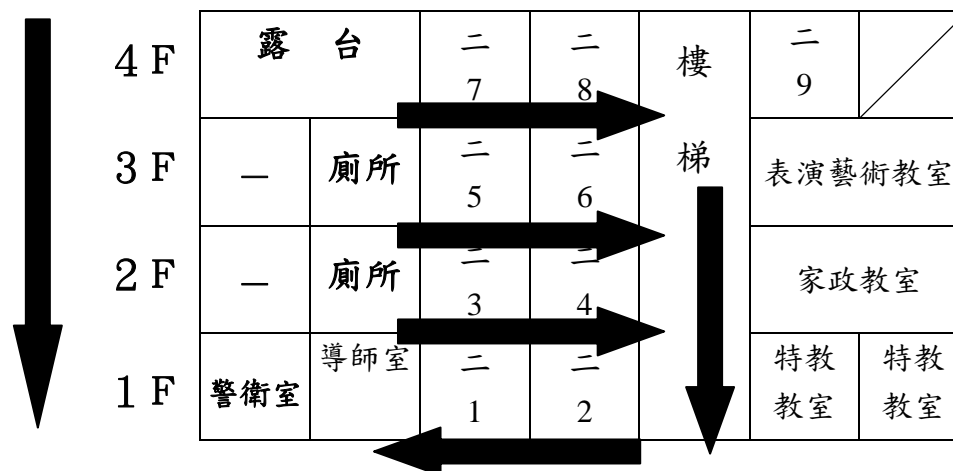 4F 露 台 二7 二8 樓梯 二9
3F 一 廁所 二5 二6 表演藝術教室
2F 一 廁所 二3 二4 家政教室
1F 警衛室 導師室 二1 二2 特教教室 特教教室